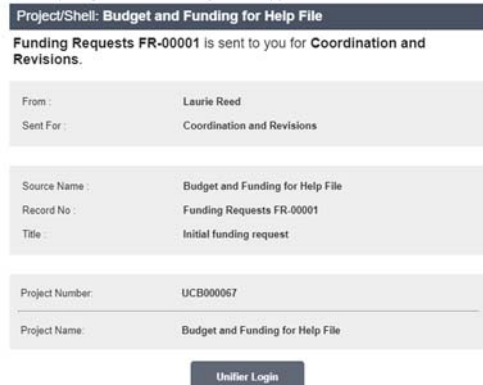 Project/Shell: Budget and Funding for Help File
Funding Requests FR-00001 is sent to you for Coordination and
Revisions.
From : Laurie Reed
Sent For : Coordination and Revisions
Source Name : Budget and Funding for Help File
Record No : Funding Requests FR-00001
Title : Initial funding request
Project Number: UCB000067
Project Name: Budget and Funding for Help File
Unifier Login